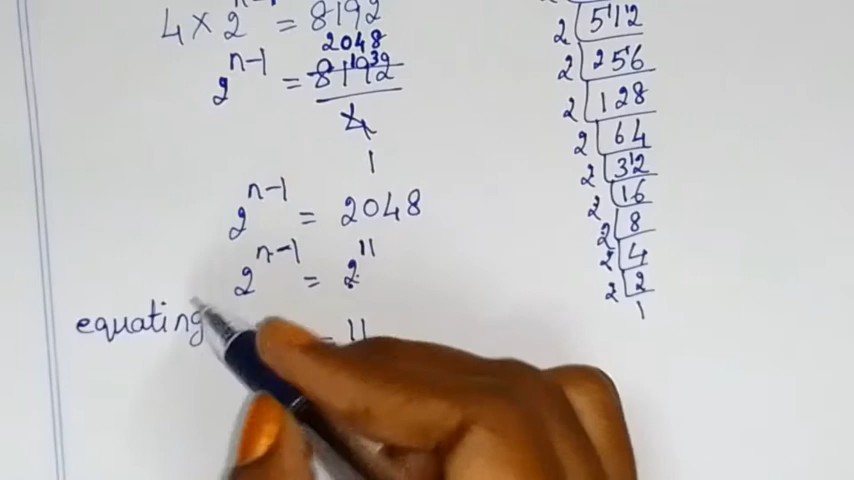 4 × 2^{n-1} = 8192
2048
2^{n-1} = 8192
4
1
2^{n-1} = 2048
2^{n-1} = 2^{11}
equating = 11
2 | 512
2 | 256
2 | 128
2 | 64
2 | 32
2 | 16
2 | 8
2 | 4
2 | 2
1